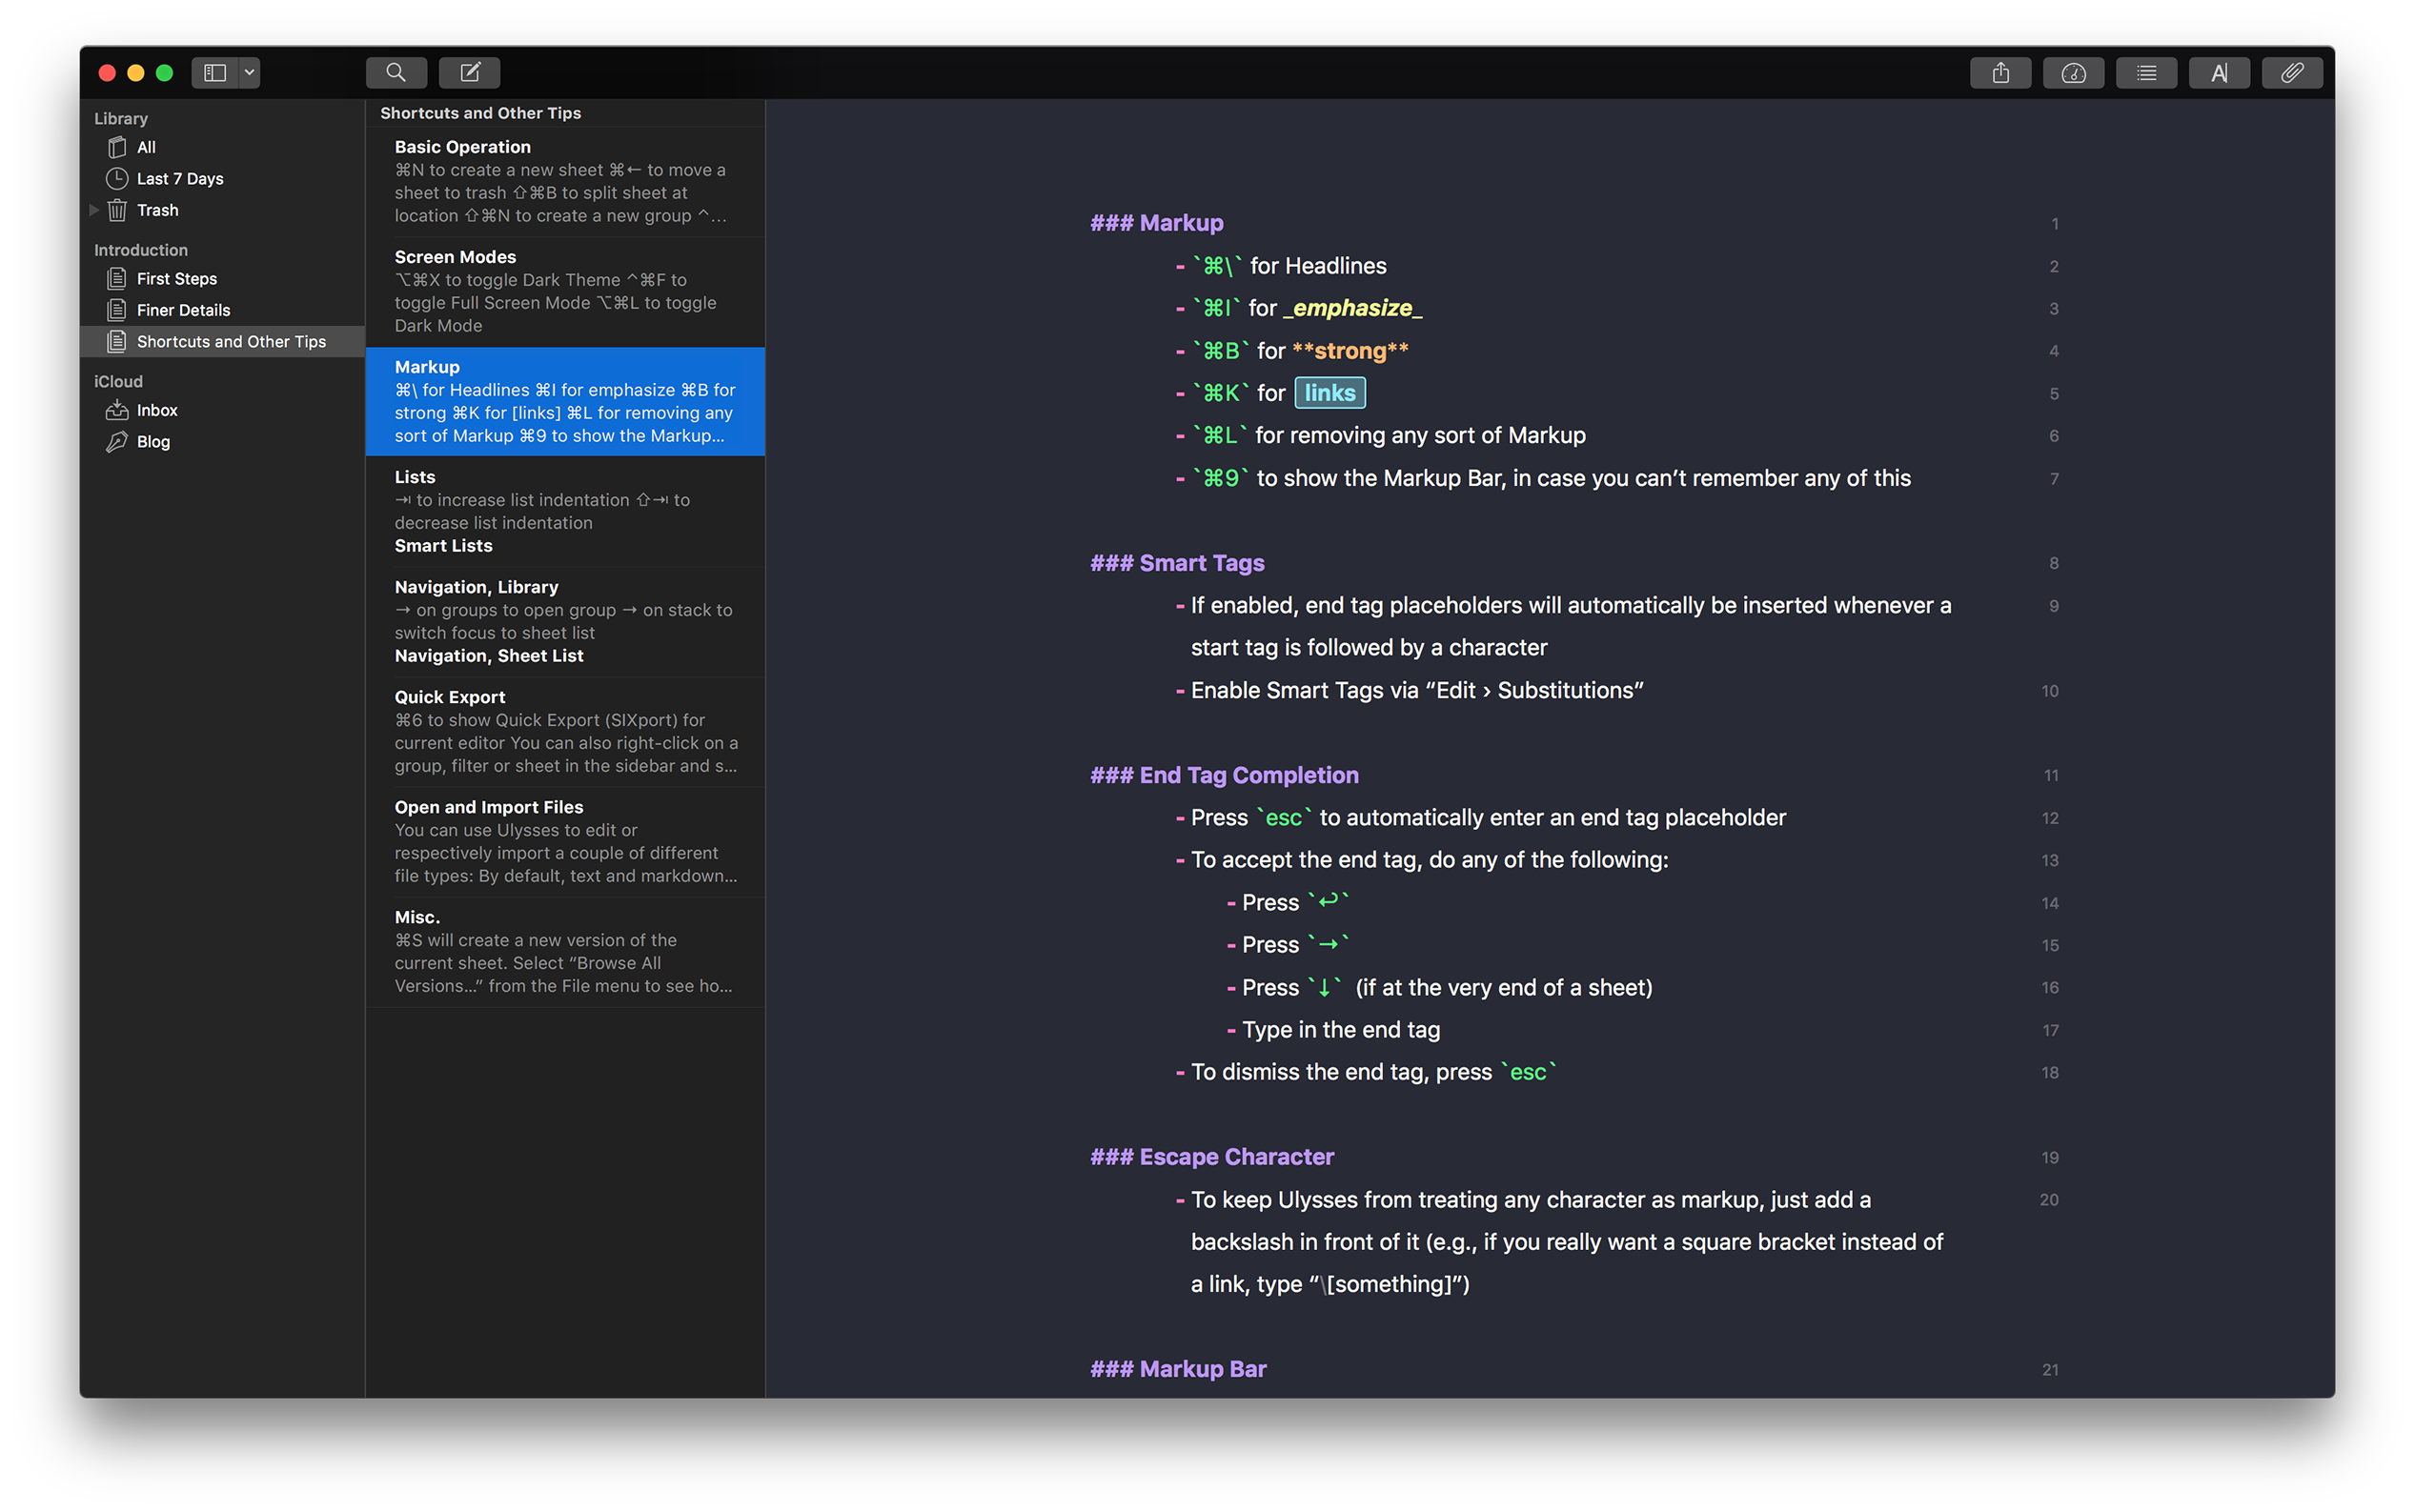 Library
All
Last 7 Days
Trash
Introduction
First Steps
Finer Details
Shortcuts and Other Tips
iCloud
Inbox
Blog
Shortcuts and Other Tips
Basic Operation
⌘N to create a new sheet ⌘← to move a
sheet to trash ⇧⌘B to split sheet at
location ⇧⌘N to create a new group ^…
Screen Modes
⌥⌘X to toggle Dark Theme ^⌘F to
toggle Full Screen Mode ⌥⌘L to toggle
Dark Mode
Markup
⌘\ for Headlines ⌘I for emphasize ⌘B for
strong ⌘K for [links] ⌘L for removing any
sort of Markup ⌘9 to show the Markup…
Lists
⇥ to increase list indentation ⇧⇥ to
decrease list indentation
Smart Lists
Navigation, Library
→ on groups to open group → on stack to
switch focus to sheet list
Navigation, Sheet List
Quick Export
⌘6 to show Quick Export (SIXport) for
current editor You can also right-click on a
group, filter or sheet in the sidebar and s…
Open and Import Files
You can use Ulysses to edit or
respectively import a couple of different
file types: By default, text and markdown…
Misc.
⌘S will create a new version of the
current sheet. Select “Browse All
Versions…” from the File menu to see ho…
### Markup 1
- `⌘\` for Headlines 2
- `⌘I` for _emphasize_ 3
- `⌘B` for **strong** 4
- `⌘K` for links 5
- `⌘L` for removing any sort of Markup 6
- `⌘9` to show the Markup Bar, in case you can’t remember any of this 7
### Smart Tags 8
- If enabled, end tag placeholders will automatically be inserted whenever a 9
start tag is followed by a character
- Enable Smart Tags via “Edit › Substitutions” 10
### End Tag Completion 11
- Press `esc` to automatically enter an end tag placeholder 12
- To accept the end tag, do any of the following: 13
- Press `↩` 14
- Press `→` 15
- Press `↓` (if at the very end of a sheet) 16
- Type in the end tag 17
- To dismiss the end tag, press `esc` 18
### Escape Character 19
- To keep Ulysses from treating any character as markup, just add a 20
backslash in front of it (e.g., if you really want a square bracket instead of
a link, type “\[something]”)
### Markup Bar 21